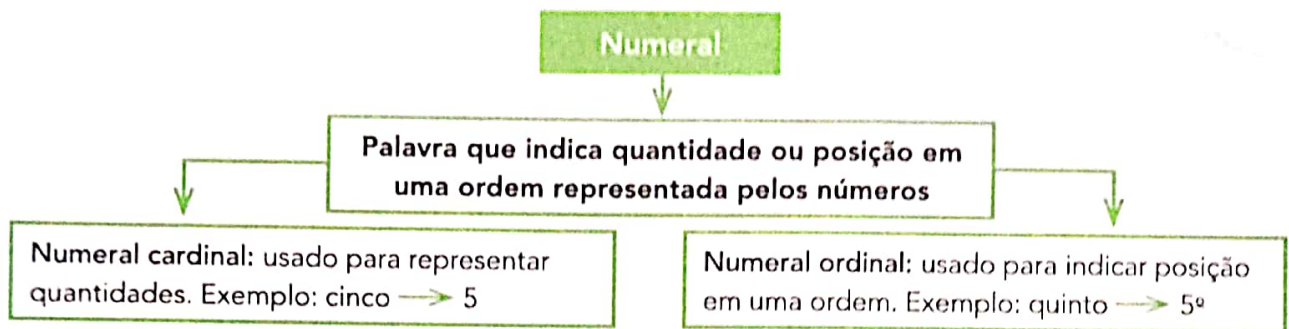 Numeral
Palavra que indica quantidade ou posição em
uma ordem representada pelos números
Numeral cardinal: usado para representar
quantidades. Exemplo: cinco → 5
Numeral ordinal: usado para indicar posição
em uma ordem. Exemplo: quinto → 5º